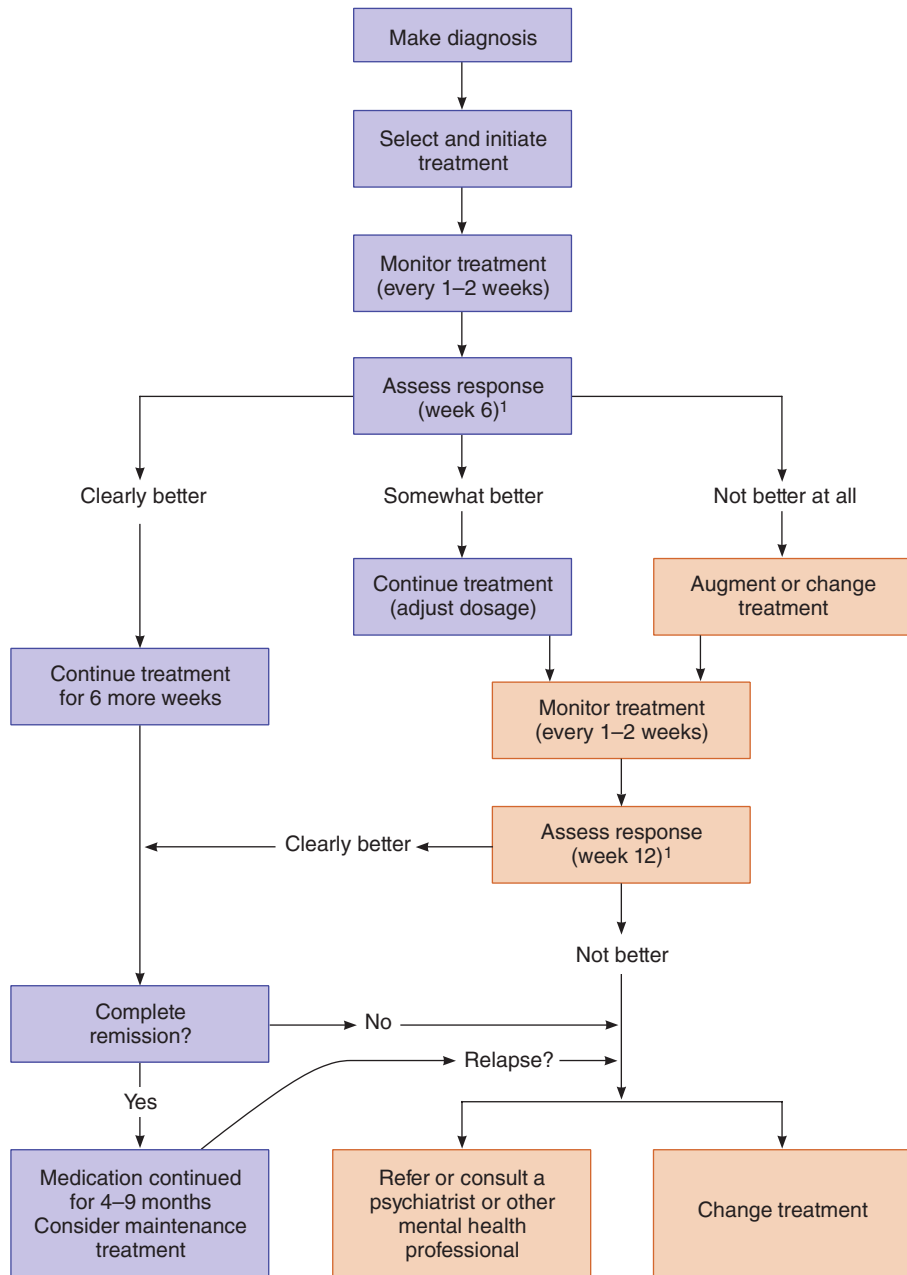 Make diagnosis
Select and initiate
treatment
Monitor treatment
(every 1–2 weeks)
Assess response
(week 6)1
Clearly better
Somewhat better
Not better at all
Continue treatment
(adjust dosage)
Augment or change
treatment
Continue treatment
for 6 more weeks
Monitor treatment
(every 1–2 weeks)
Assess response
(week 12)1
Clearly better
Not better
Complete
remission?
No
Relapse?
Yes
Medication continued
for 4–9 months
Consider maintenance
treatment
Refer or consult a
psychiatrist or other
mental health
professional
Change treatment